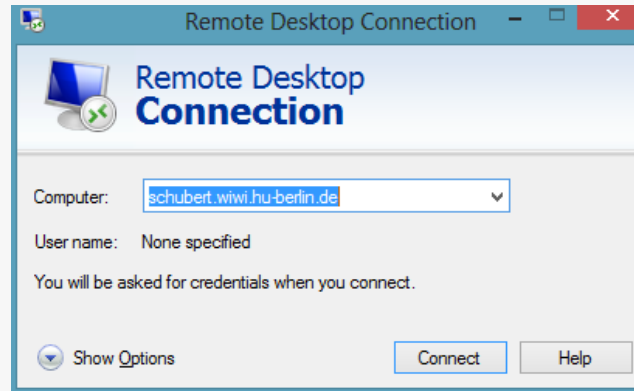 Remote Desktop Connection
Remote Desktop
Connection
Computer: schubert.wiwi.hu-berlin.de
User name: None specified
You will be asked for credentials when you connect.
Show Options Connect Help